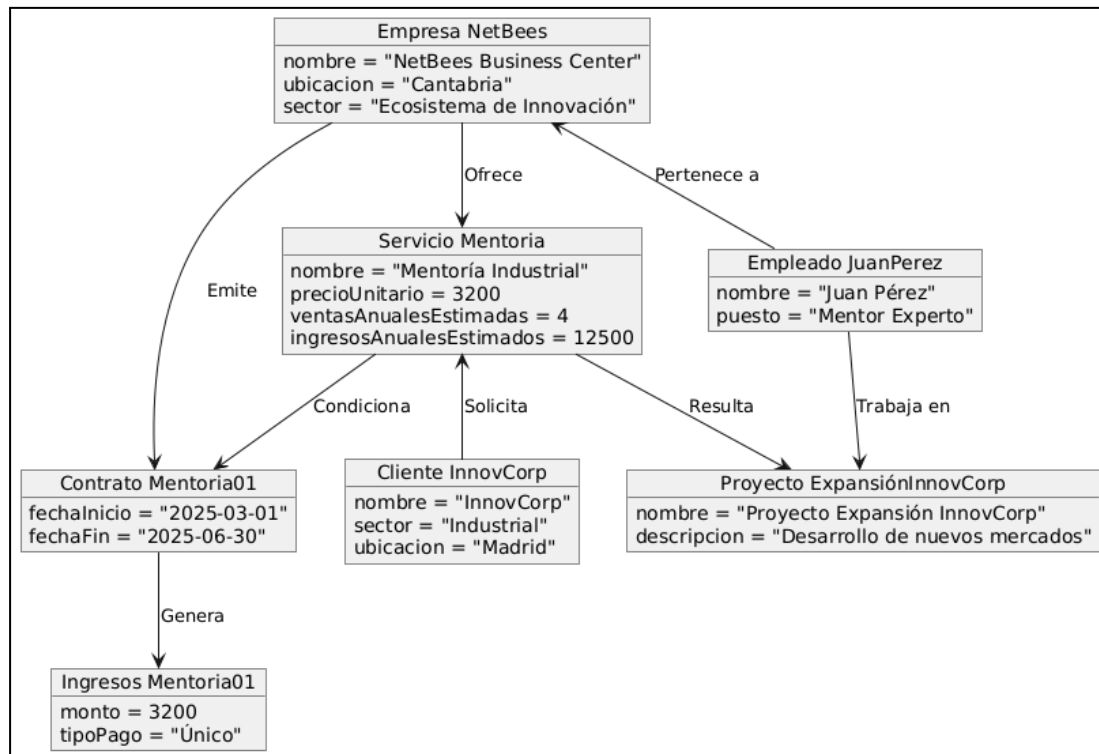 Empresa NetBees
nombre = "NetBees Business Center"
ubicacion = "Cantabria"
sector = "Ecosistema de Innovación"
Ofrece
Pertenece a
Emite
Servicio Mentoria
nombre = "Mentoría Industrial"
precioUnitario = 3200
ventasAnualesEstimadas = 4
ingresosAnualesEstimados = 12500
Empleado JuanPerez
nombre = "Juan Pérez"
puesto = "Mentor Experto"
Condiciona
Solicita
Resulta
Trabaja en
Contrato Mentoria01
fechaInicio = "2025-03-01"
fechaFin = "2025-06-30"
Cliente InnovCorp
nombre = "InnovCorp"
sector = "Industrial"
ubicacion = "Madrid"
Proyecto ExpansiónInnovCorp
nombre = "Proyecto Expansión InnovCorp"
descripcion = "Desarrollo de nuevos mercados"
Genera
Ingresos Mentoria01
monto = 3200
tipoPago = "Único"